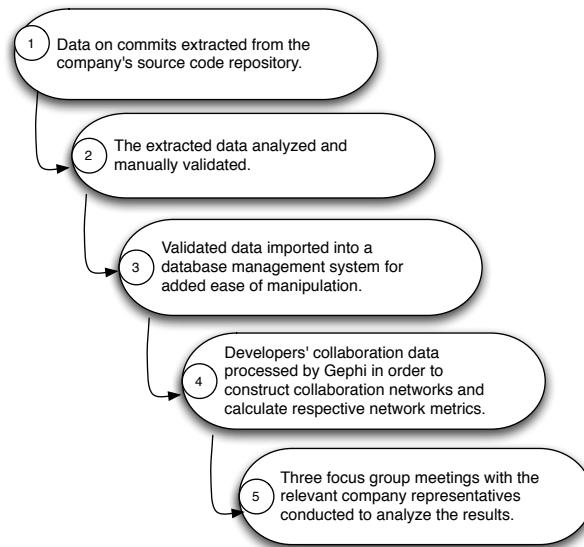 1
Data on commits extracted from the
company's source code repository.
2
The extracted data analyzed and
manually validated.
3
Validated data imported into a
database management system for
added ease of manipulation.
4
Developers' collaboration data
processed by Gephi in order to
construct collaboration networks and
calculate respective network metrics.
5
Three focus group meetings with the
relevant company representatives
conducted to analyze the results.